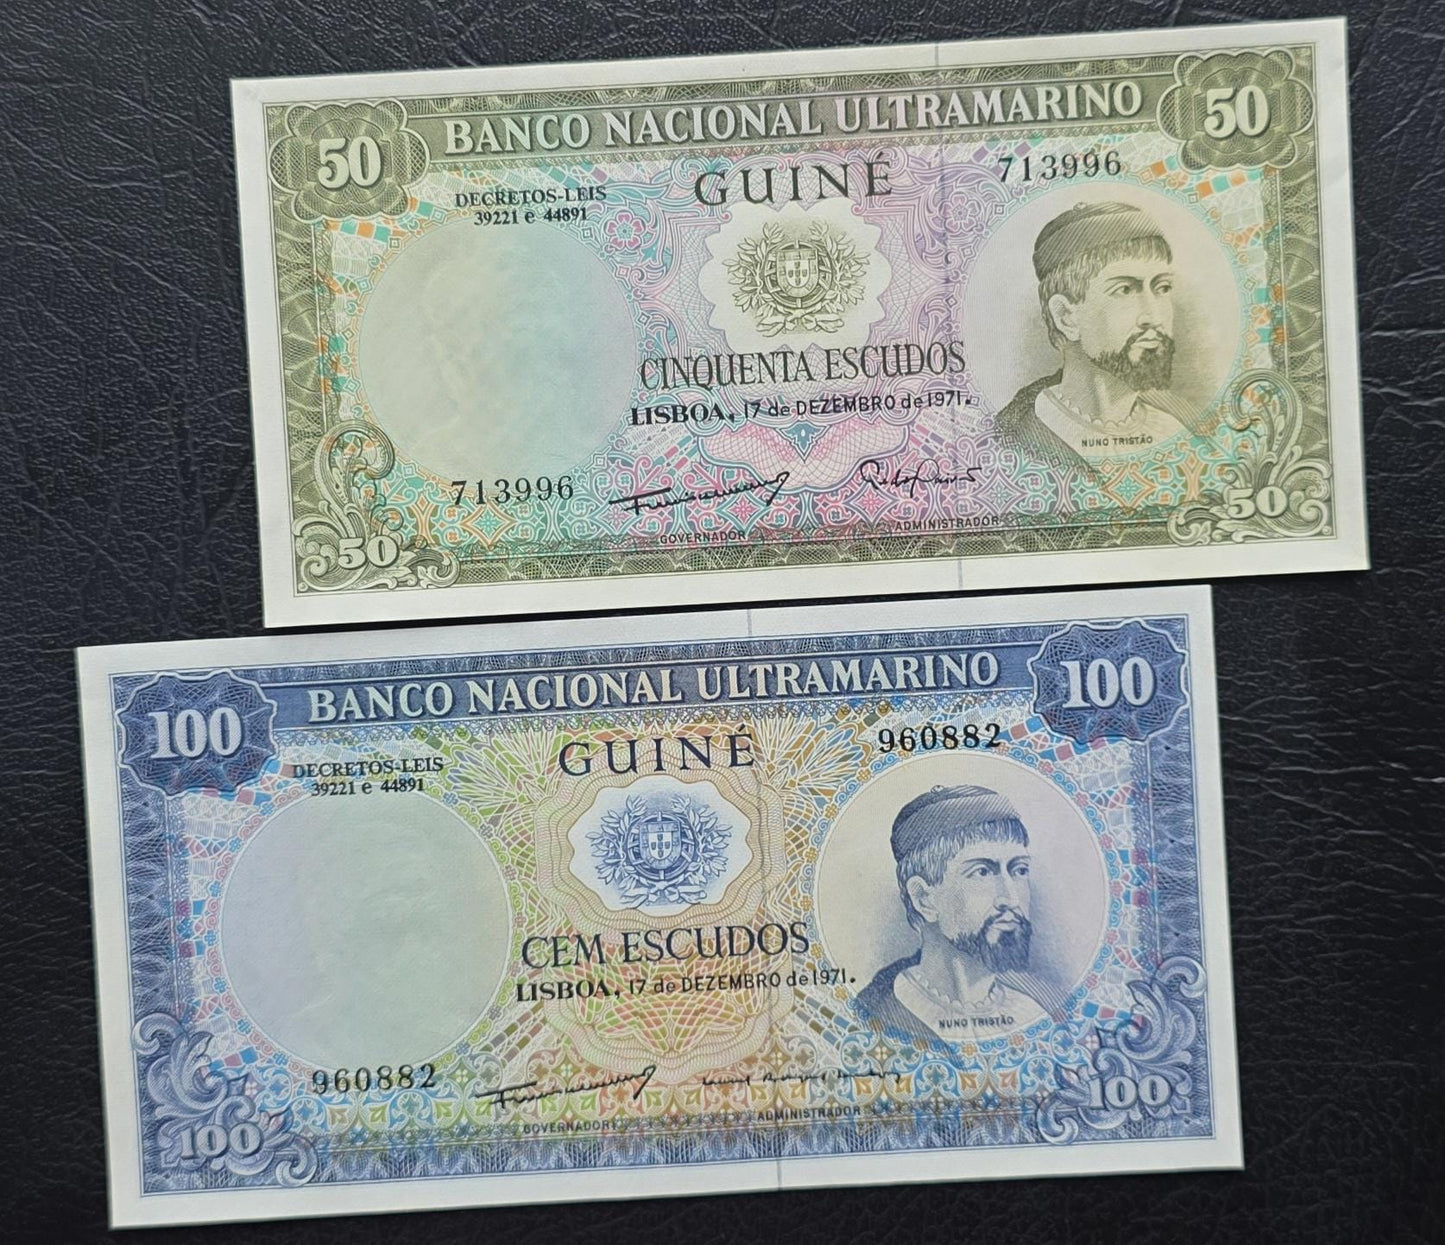 50 BANCO NACIONAL ULTRAMARINO 50
GUINÉ 713996
DECRETOS-LEIS
39221 e 44891
CINQUENTA ESCUDOS
LISBOA, 17 de DEZEMBRO de 1971.
NUNO TRISTÃO
713996
GOVERNADOR ADMINISTRADOR
50 50
100 BANCO NACIONAL ULTRAMARINO 100
GUINÉ 960882
DECRETOS-LEIS
39221 e 44891
CEM ESCUDOS
LISBOA, 17 de DEZEMBRO de 1971.
NUNO TRISTÃO
960882
GOVERNADOR ADMINISTRADOR
100 100